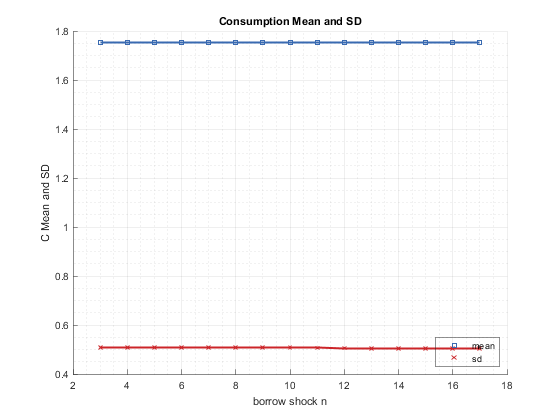 Consumption Mean and SD
C Mean and SD
1.8
1.6
1.4
1.2
1
0.8
0.6
0.4
2 4 6 8 10 12 14 16 18
borrow shock n
mean
sd